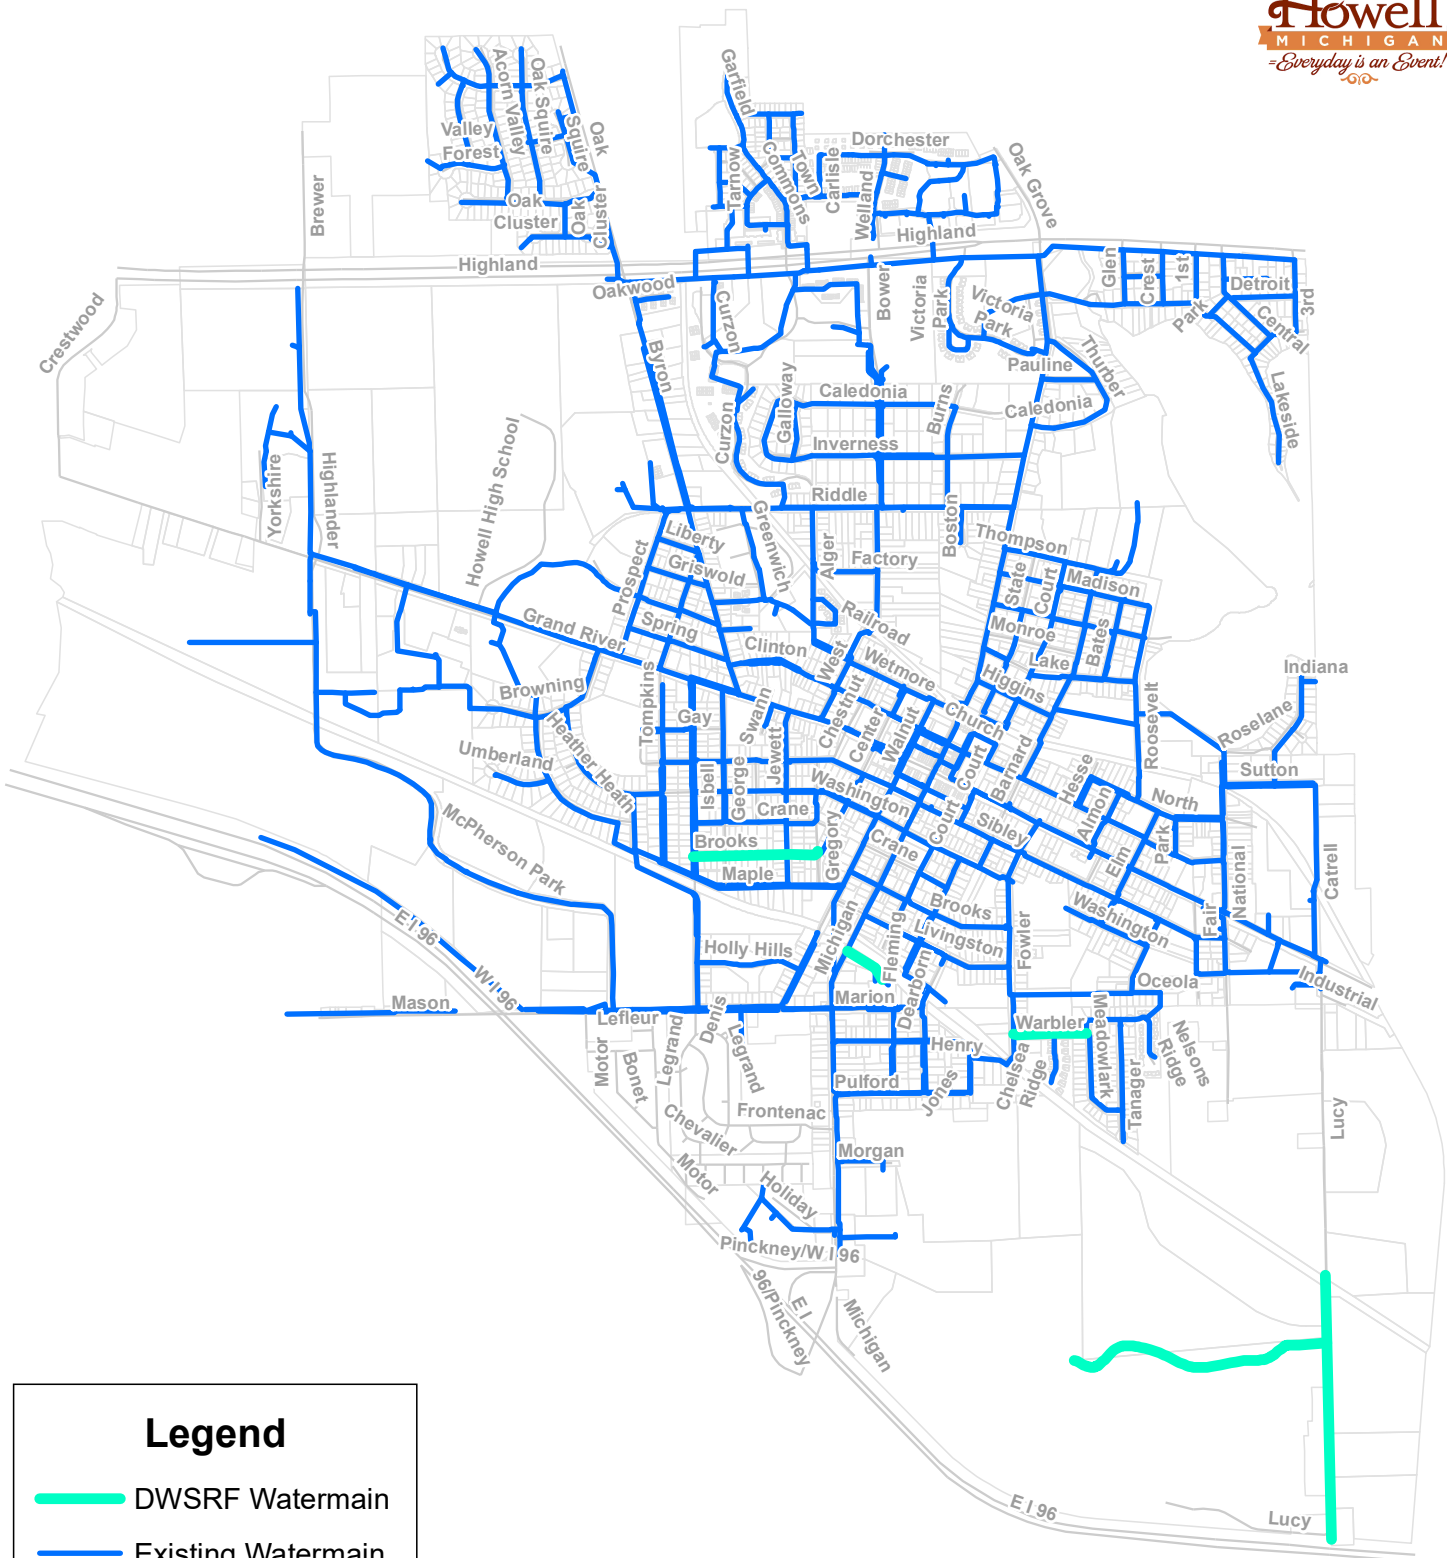 Howell
MICHIGAN
Everyday is an Event!
Garfield
Acorn Valley
Oak Squire
Oak
Squire
Valley
Forest
Dorchester
Oak Grove
Tarnow
Commons
Town
Carlisle
Welland
Brewer
Oak
Cluster
Oak
Cluster
Highland
Highland
Oakwood
Crestwood
Curzon
Bower
Victoria
Park
Victoria
Park
Glen
Crest
1st
Detroit
3rd
Park
Central
Byron
Pauline
Thurber
Lakeside
Galloway
Caledonia
Burns
Caledonia
Curzon
Inverness
Yorkshire
Highlander
Howell High School
Riddle
Greenwich
Boston
Liberty
Griswold
Alger
Factory
Thompson
State
Court
Madison
Prospect
Spring
Grand River
Railroad
Monroe
Bates
Clinton
West
Wetmore
Lake
Indiana
Browning
Tompkins
Chestnut
Higgins
Roosevelt
Roselane
Gay
Swann
Center
Walnut
Church
Umberland
Heather Heath
Jewett
Court
Barnard
Hesse
Sutton
Isbell
George
Washington
North
Crane
Almon
McPherson Park
Brooks
Gregory
Crane
Court
Sibley
Park
Elm
Maple
National
Catrell
E I 96
Brooks
Washington
Fair
Holly Hills
Michigan
Fleming
Livingston
Fowler
W I 96
Mason
Dearborn
Marion
Oceola
Industrial
Lefleur
Denis
Warbler
Meadowlark
Motor
Bonet
Legrand
Legrand
Henry
Chelsea
Ridge
Nelsons
Ridge
Pulford
Jones
Tanager
Chevalier
Frontenac
Lucy
Morgan
Motor
Holiday
Pinckney/W I 96
E I
96/Pinckney
Michigan
Legend
DWSRF Watermain
Existing Watermain
E I 96
Lucy